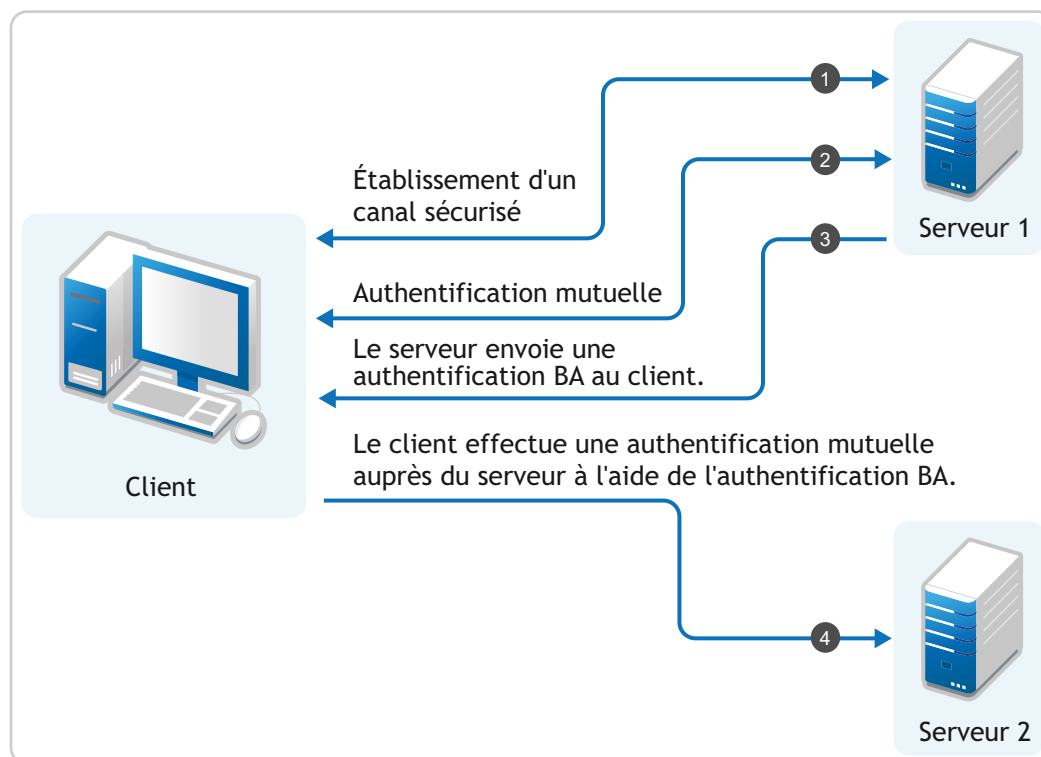 1
2
Établissement d'un
canal sécurisé
Serveur 1
3
Authentification mutuelle
Le serveur envoie une
authentification BA au client.
Le client effectue une authentification mutuelle
auprès du serveur à l'aide de l'authentification BA.
Client
4
Serveur 2